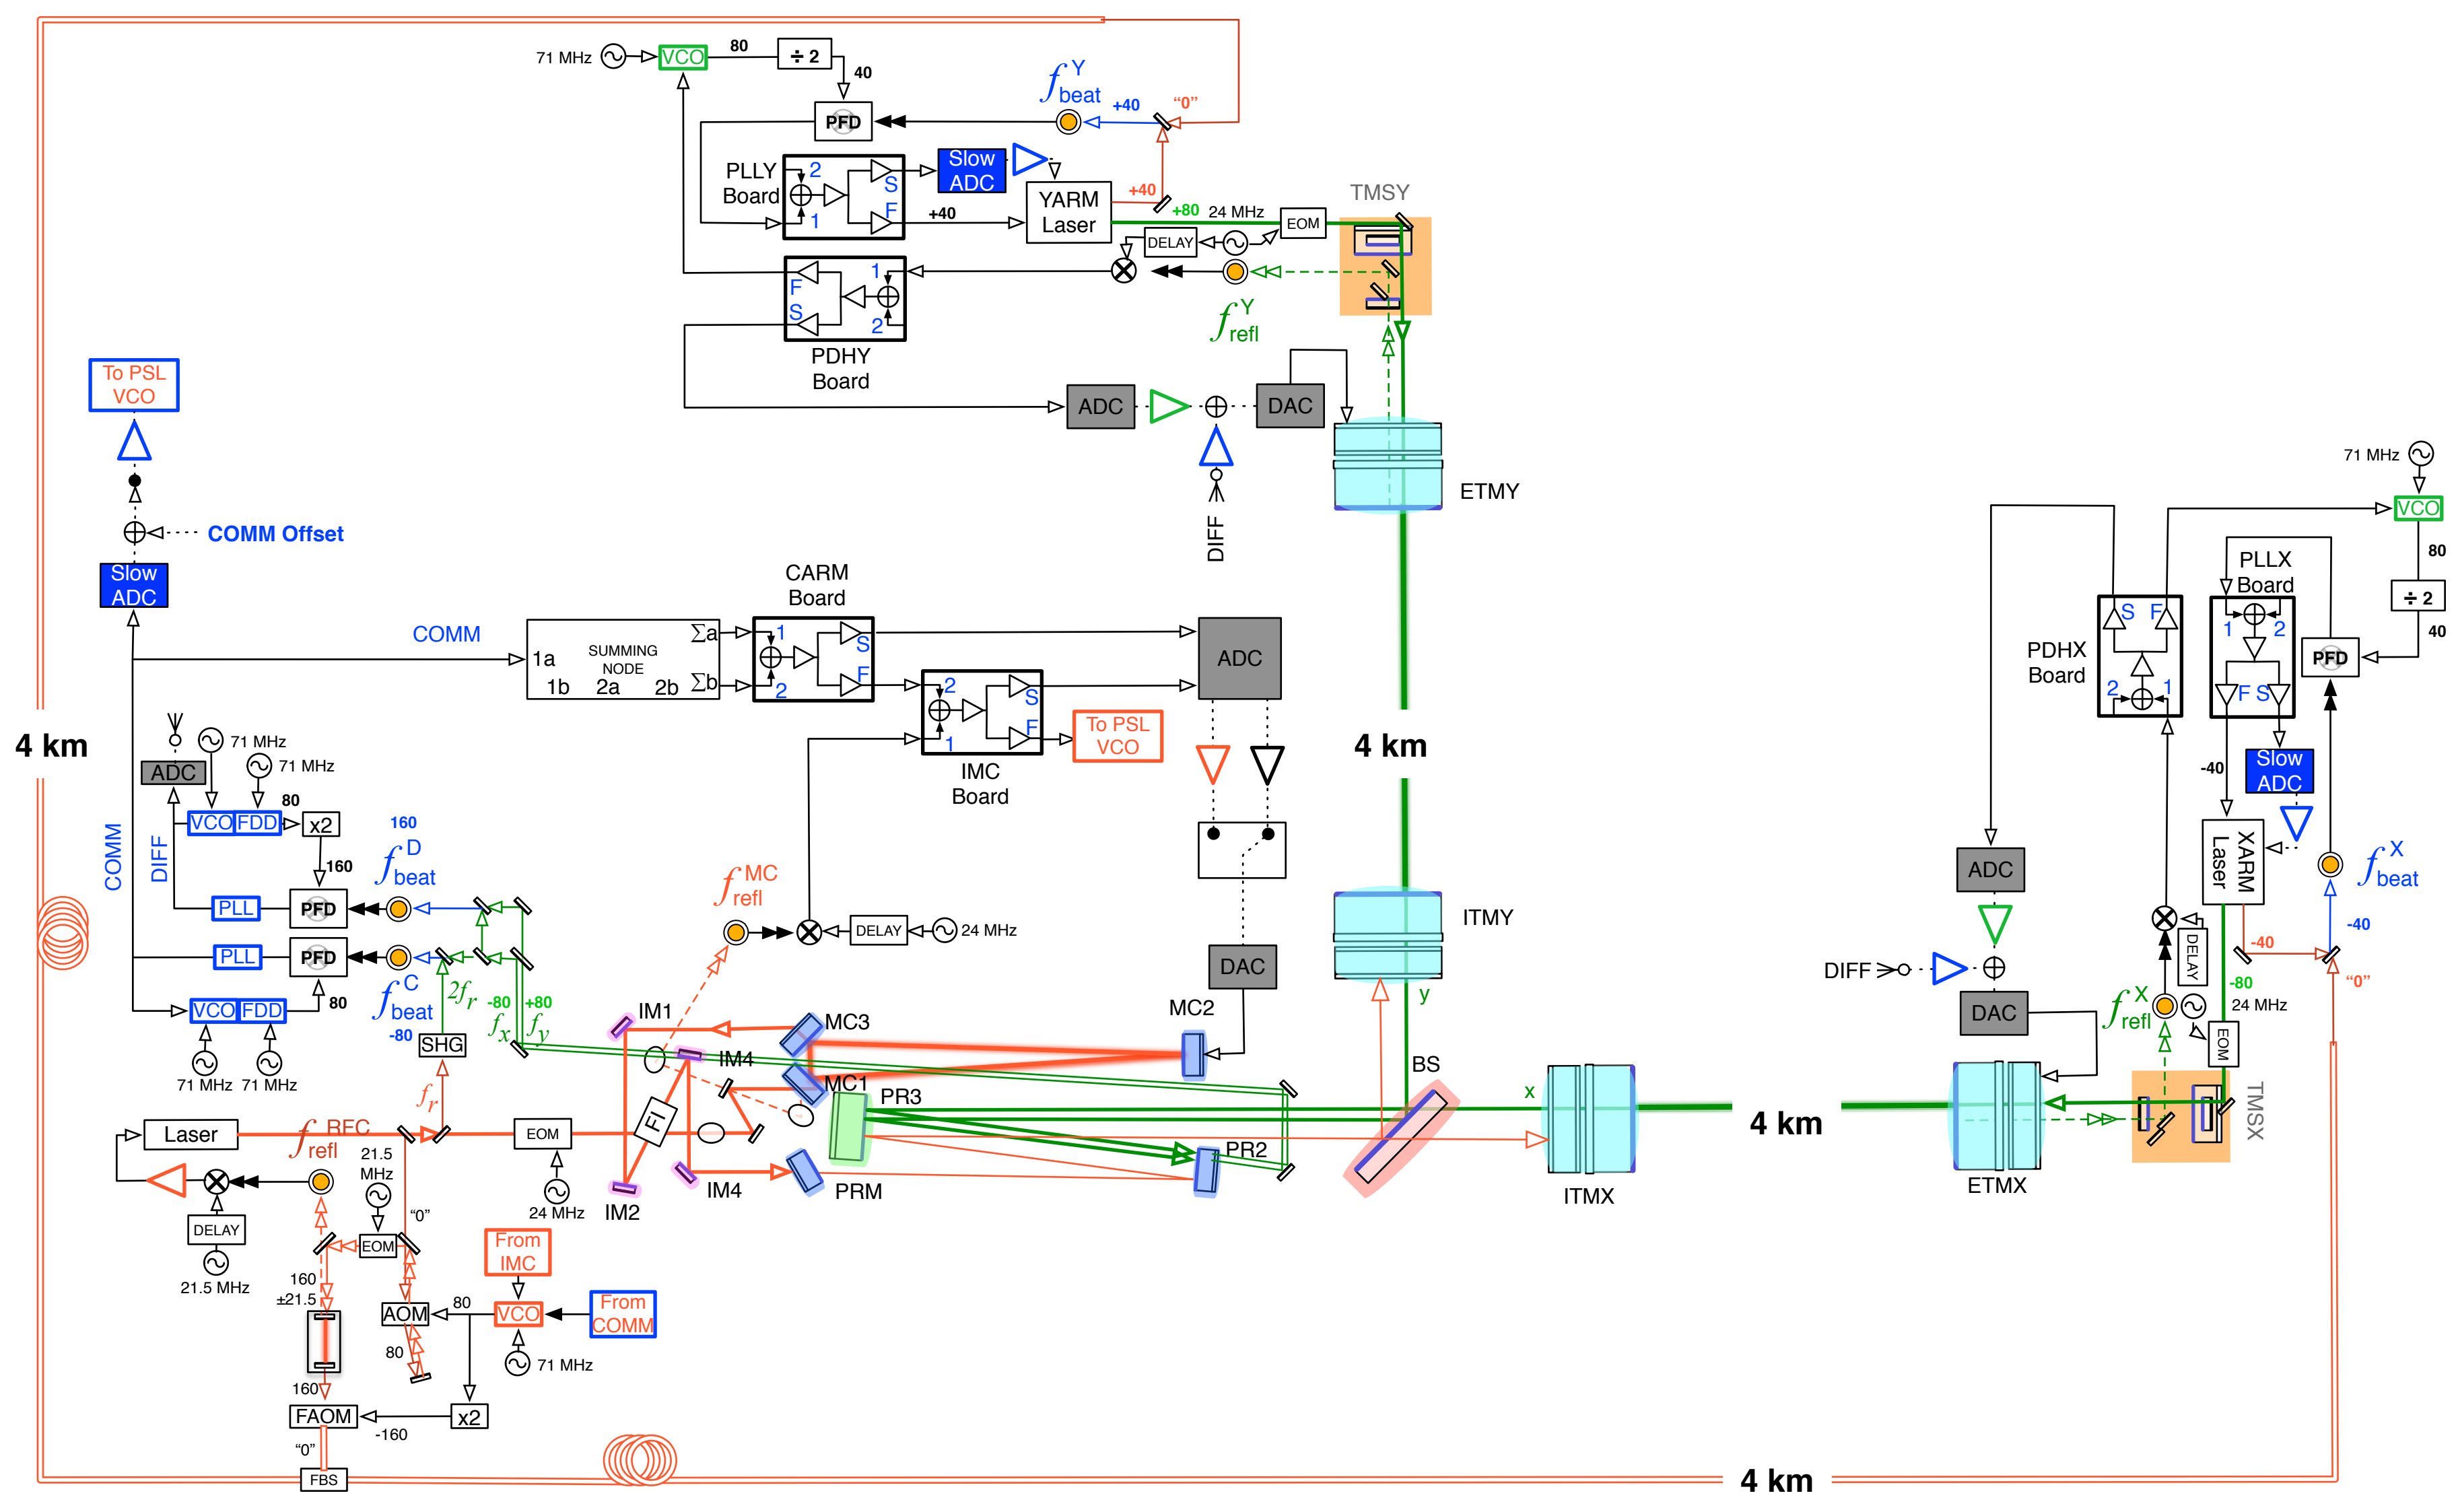 71 MHz
VCO
80
÷ 2
40
PFD
f beat Y
+40
“0”
PLLY
Board
2
1
S
F
Slow
ADC
+40
YARM
Laser
+40
+80
24 MHz
EOM
DELAY
TMSY
f refl Y
1
2
F
S
PDHY
Board
ADC
DAC
DIFF
ETMY
To PSL
VCO
COMM Offset
Slow
ADC
COMM
1a
SUMMING
NODE
1b
2a
2b
Σa
Σb
CARM
Board
1
2
S
F
IMC
Board
2
1
S
F
To PSL
VCO
ADC
4 km
4 km
ADC
71 MHz
71 MHz
VCO
FDD
80
x2
160
COMM
DIFF
160
f beat D
PLL
PFD
PLL
PFD
f beat C
-80
VCO
FDD
80
71 MHz
71 MHz
2fr
SHG
fr
-80
+80
fx
fy
f refl MC
DELAY
24 MHz
DAC
ITMY
y
IM1
MC3
MC2
IM4
MC1
FI
PR3
PR2
BS
x
ITMX
IM2
IM4
PRM
4 km
Laser
f refl RFC
EOM
24 MHz
21.5
MHz
“0”
EOM
DELAY
21.5 MHz
160
±21.5
From
IMC
AOM
80
VCO
From
COMM
71 MHz
80
160
FAOM
-160
x2
“0”
FBS
4 km
71 MHz
VCO
80
÷ 2
40
PFD
PLLX
Board
1
2
F
S
PDHX
Board
S
F
2
1
-40
Slow
ADC
XARM
Laser
f beat X
-40
-40
“0”
ADC
DELAY
DIFF
DAC
f refl X
-80
24 MHz
EOM
ETMX
TMSX